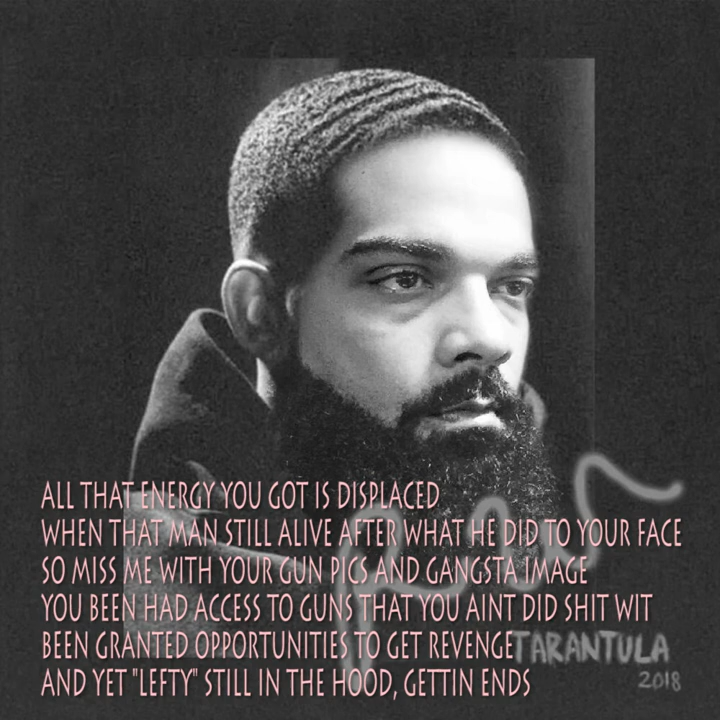 ALL THAT ENERGY YOU GOT IS DISPLACED
WHEN THAT MAN STILL ALIVE AFTER WHAT HE DID TO YOUR FACE
SO MISS ME WITH YOUR GUN PICS AND GANGSTA IMAGE
YOU BEEN HAD ACCESS TO GUNS THAT YOU AINT DID SHIT WIT
BEEN GRANTED OPPORTUNITIES TO GET REVENGE
TARANTULA
AND YET "LEFTY" STILL IN THE HOOD, GETTIN ENDS
2018